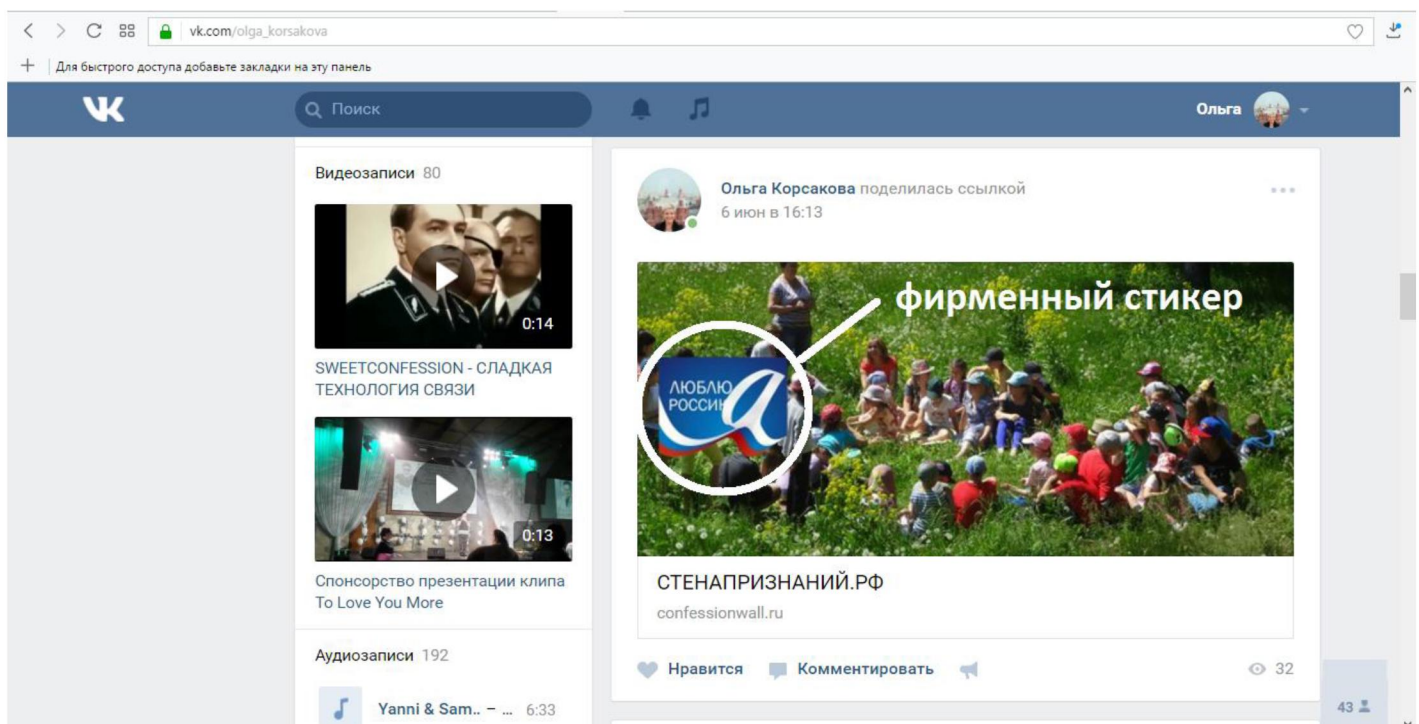 vk.com/olga_korsakova
Для быстрого доступа добавьте закладки на эту панель
Поиск
Ольга
Видеозаписи 80
0:14
SWEETCONFESSION - СЛАДКАЯ
ТЕХНОЛОГИЯ СВЯЗИ
0:13
Спонсорство презентации клипа
To Love You More
Аудиозаписи 192
Yanni & Sam.. – ... 6:33
Ольга Корсакова поделилась ссылкой
6 июн в 16:13
фирменный стикер
ЛЮБЛЮ
РОССИЮ
а
СТЕНАПРИЗНАНИЙ.РФ
confessionwall.ru
Нравится
Комментировать
32
43